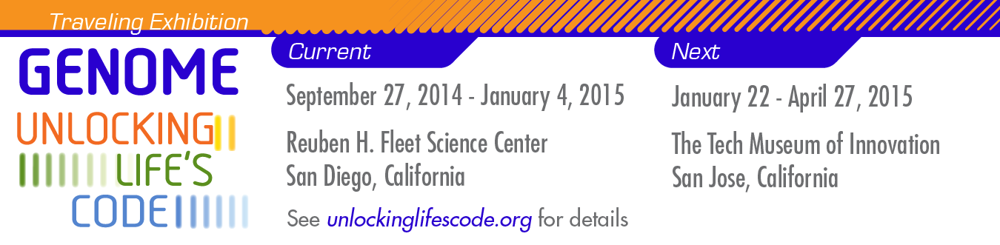 Traveling Exhibition
GENOME
UNLOCKING
LIFE'S
CODE
Current
September 27, 2014 - January 4, 2015
Reuben H. Fleet Science Center
San Diego, California
See unlockinglifescode.org for details
Next
January 22 - April 27, 2015
The Tech Museum of Innovation
San Jose, California